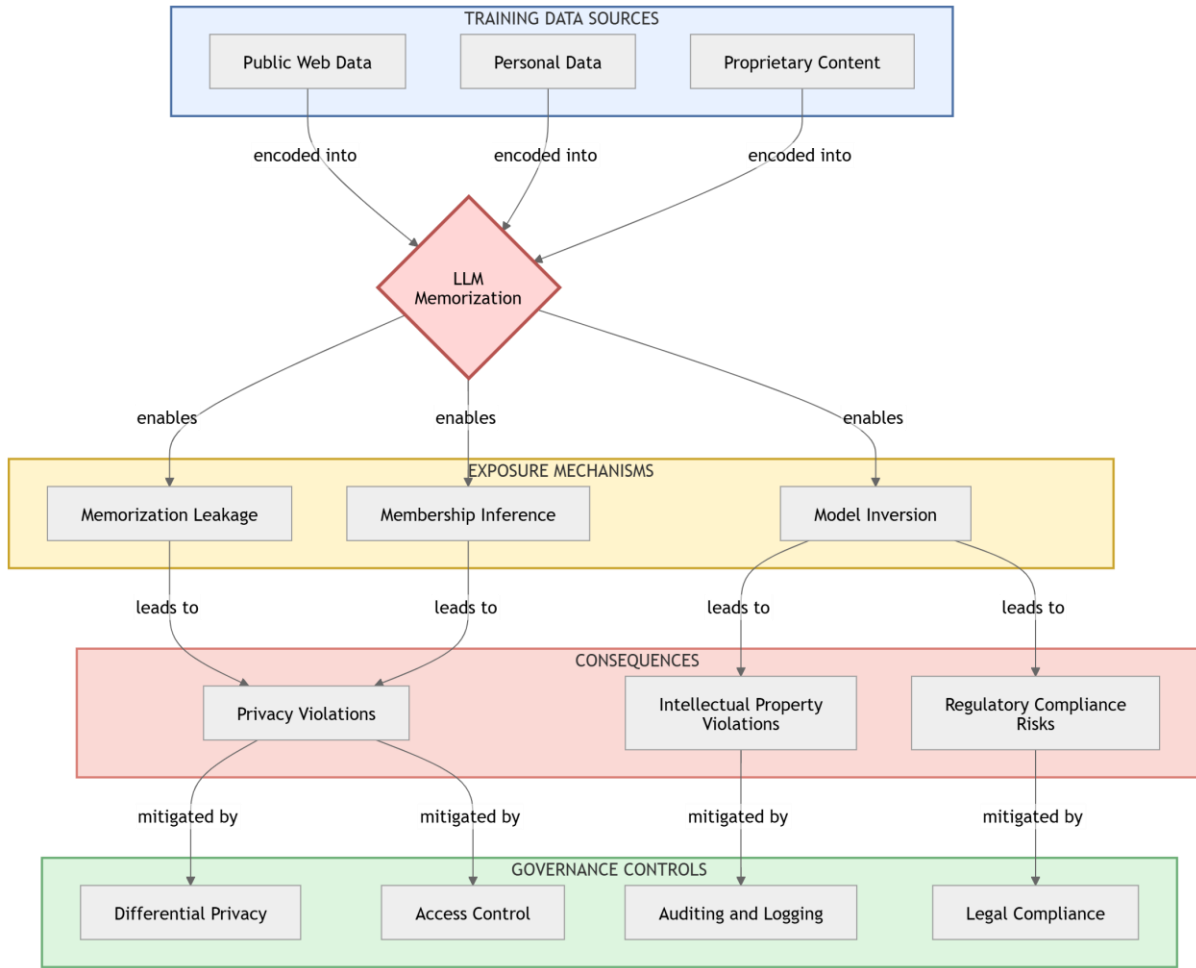 TRAINING DATA SOURCES
Public Web Data
Personal Data
Proprietary Content
encoded into
encoded into
encoded into
LLM
Memorization
enables
enables
enables
EXPOSURE MECHANISMS
Memorization Leakage
Membership Inference
Model Inversion
leads to
leads to
leads to
leads to
CONSEQUENCES
Privacy Violations
Intellectual Property
Violations
Regulatory Compliance
Risks
mitigated by
mitigated by
mitigated by
mitigated by
GOVERNANCE CONTROLS
Differential Privacy
Access Control
Auditing and Logging
Legal Compliance